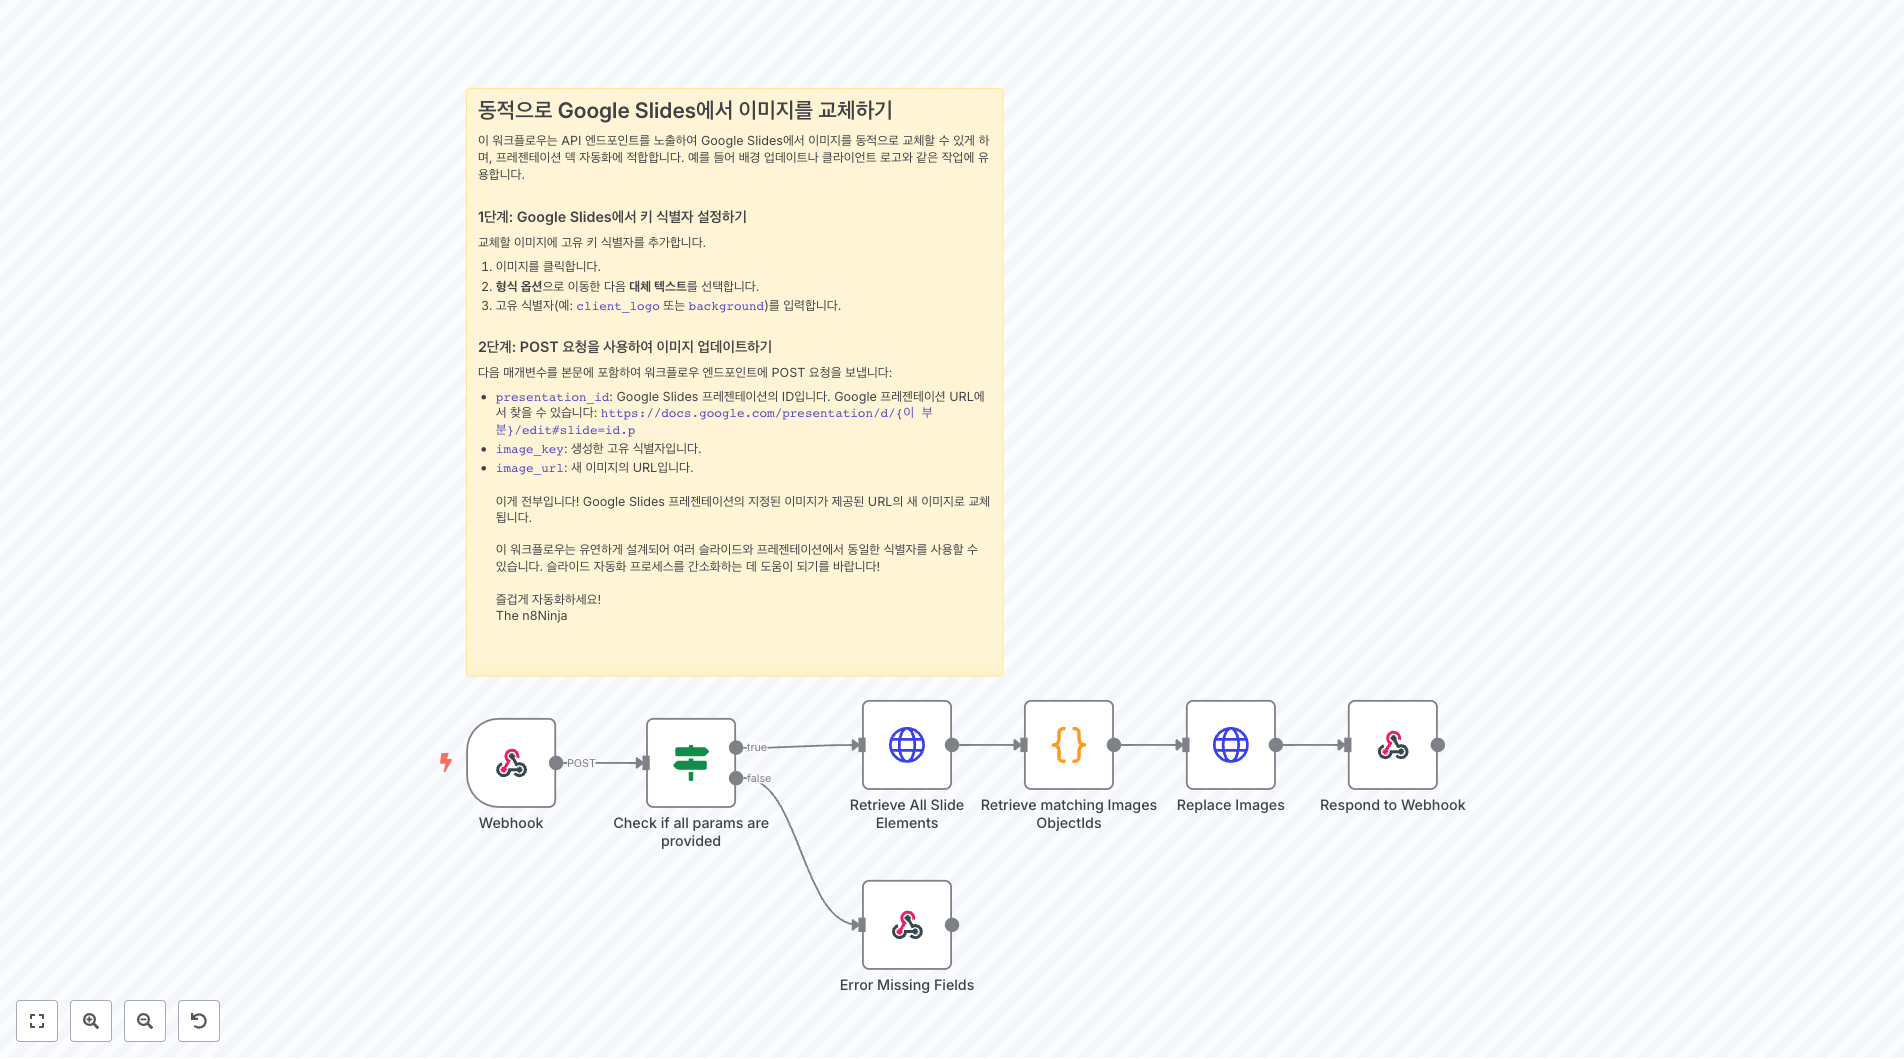 동적으로 Google Slides에서 이미지를 교체하기
이 워크플로우는 API 엔드포인트를 노출하여 Google Slides에서 이미지를 동적으로 교체할 수 있게 하
며, 프레젠테이션 덱 자동화에 적합합니다. 예를 들어 배경 업데이트나 클라이언트 로고와 같은 작업에 유
용합니다.
1단계: Google Slides에서 키 식별자 설정하기
교체할 이미지에 고유 키 식별자를 추가합니다.
1. 이미지를 클릭합니다.
2. 형식 옵션으로 이동한 다음 대체 텍스트를 선택합니다.
3. 고유 식별자(예: client_logo 또는 background)를 입력합니다.
2단계: POST 요청을 사용하여 이미지 업데이트하기
다음 매개변수를 본문에 포함하여 워크플로우 엔드포인트에 POST 요청을 보냅니다:
• presentation_id: Google Slides 프레젠테이션의 ID입니다. Google 프레젠테이션 URL에
서 찾을 수 있습니다: https://docs.google.com/presentation/d/{이 부
분}/edit#slide=id.p
• image_key: 생성한 고유 식별자입니다.
• image_url: 새 이미지의 URL입니다.
이게 전부입니다! Google Slides 프레젠테이션의 지정된 이미지가 제공된 URL의 새 이미지로 교체
됩니다.
이 워크플로우는 유연하게 설계되어 여러 슬라이드와 프레젠테이션에서 동일한 식별자를 사용할 수
있습니다. 슬라이드 자동화 프로세스를 간소화하는 데 도움이 되기를 바랍니다!
즐겁게 자동화하세요!
The n8Ninja
POST
true
false
Webhook
Check if all params are
provided
Retrieve All Slide
Elements
Retrieve matching Images
ObjectIds
Replace Images
Respond to Webhook
Error Missing Fields